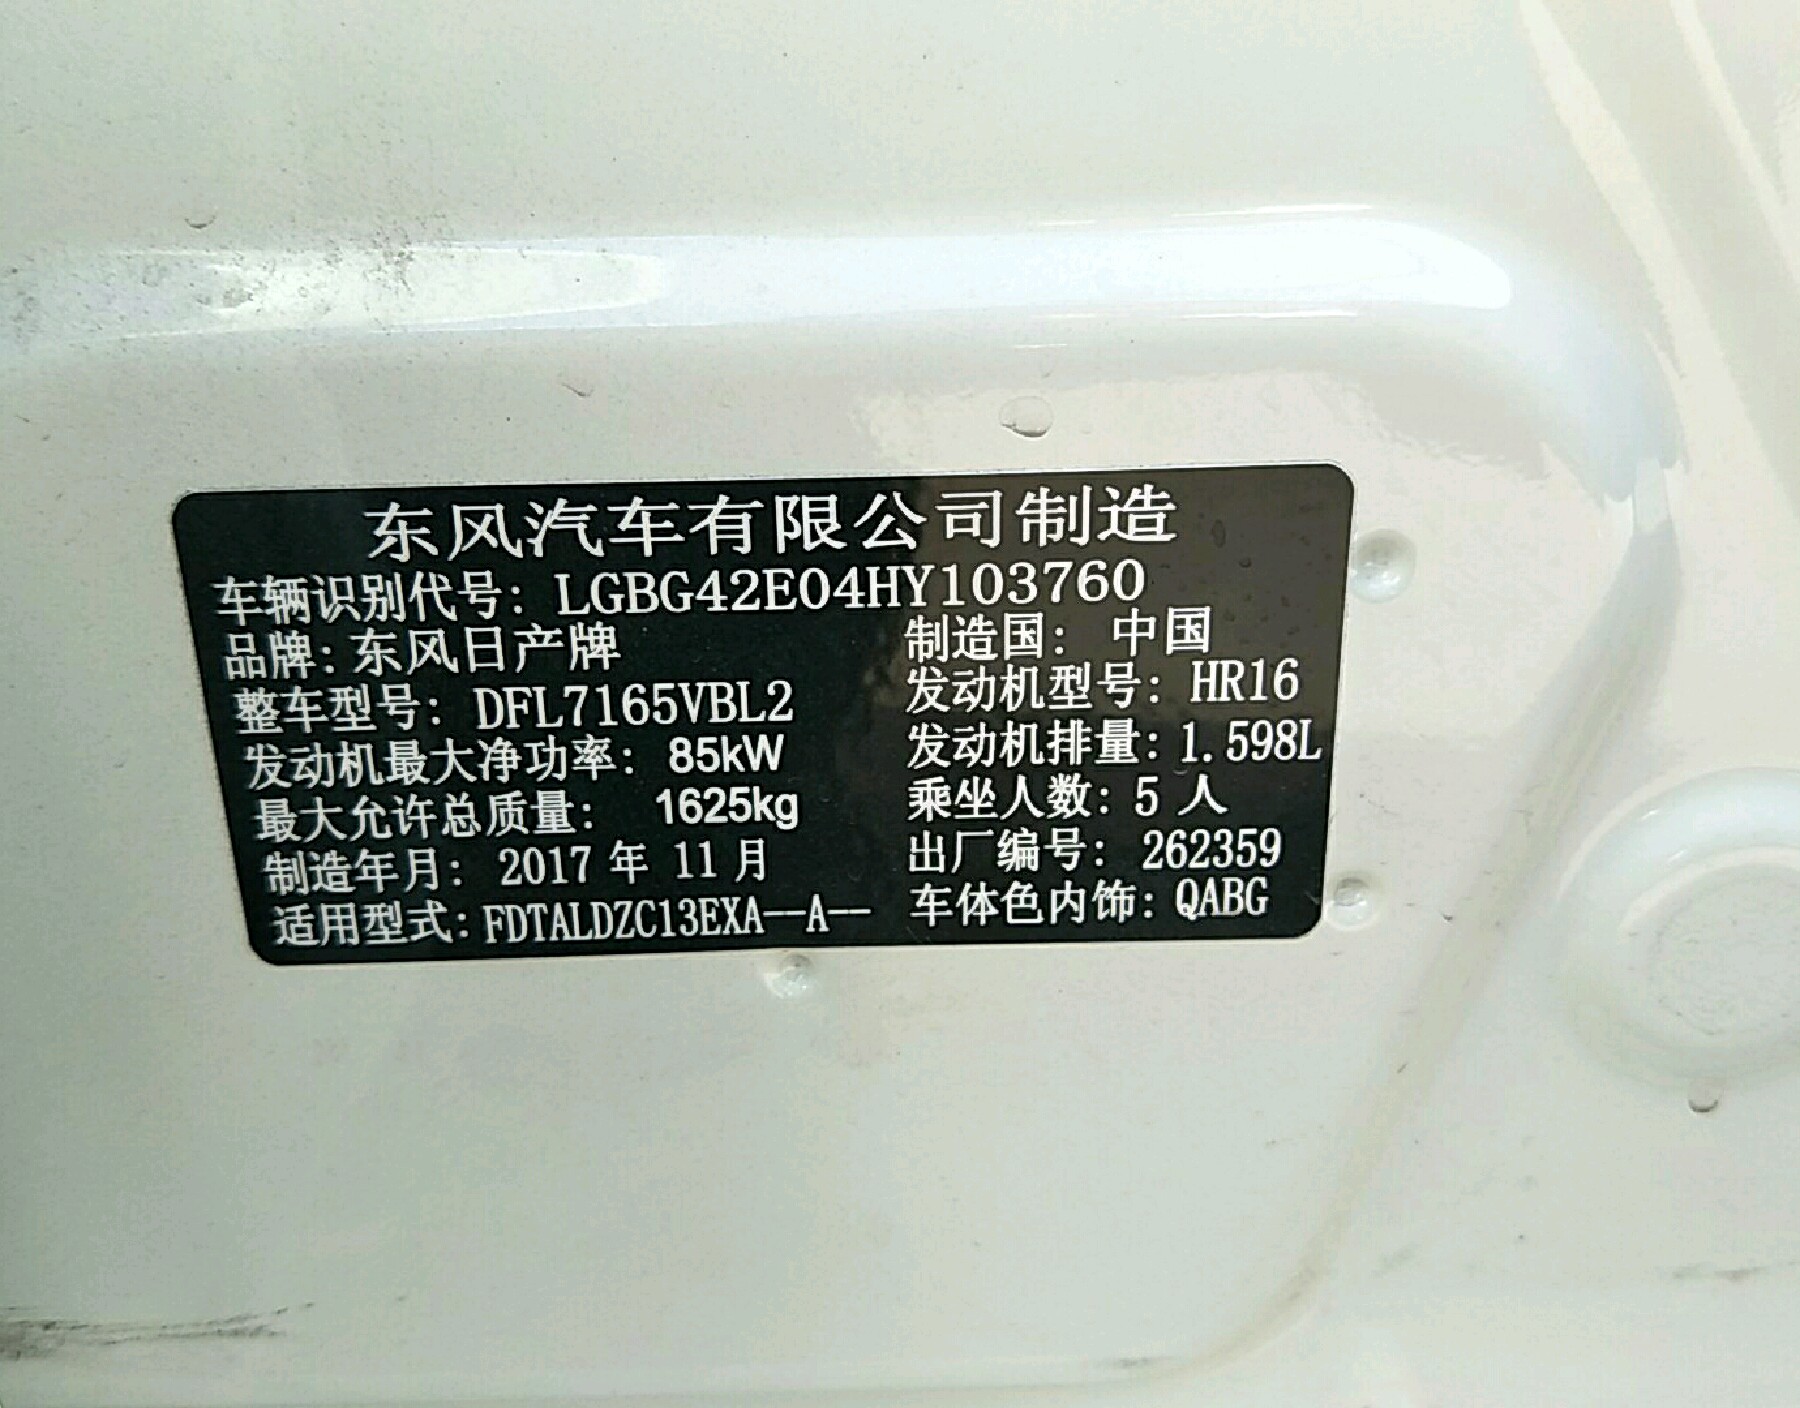 东风汽车有限公司制造
车辆识别代号: LGBG42E04HY103760
品牌: 东风日产牌 制造国: 中国
整车型号: DFL7165VBL2 发动机型号: HR16
发动机最大净功率: 85kW 发动机排量: 1.598L
最大允许总质量: 1625kg 乘坐人数: 5 人
制造年月: 2017 年 11 月 出厂编号: 262359
适用型式: FDTALDZC13EXA--A-- 车体色内饰: QABG